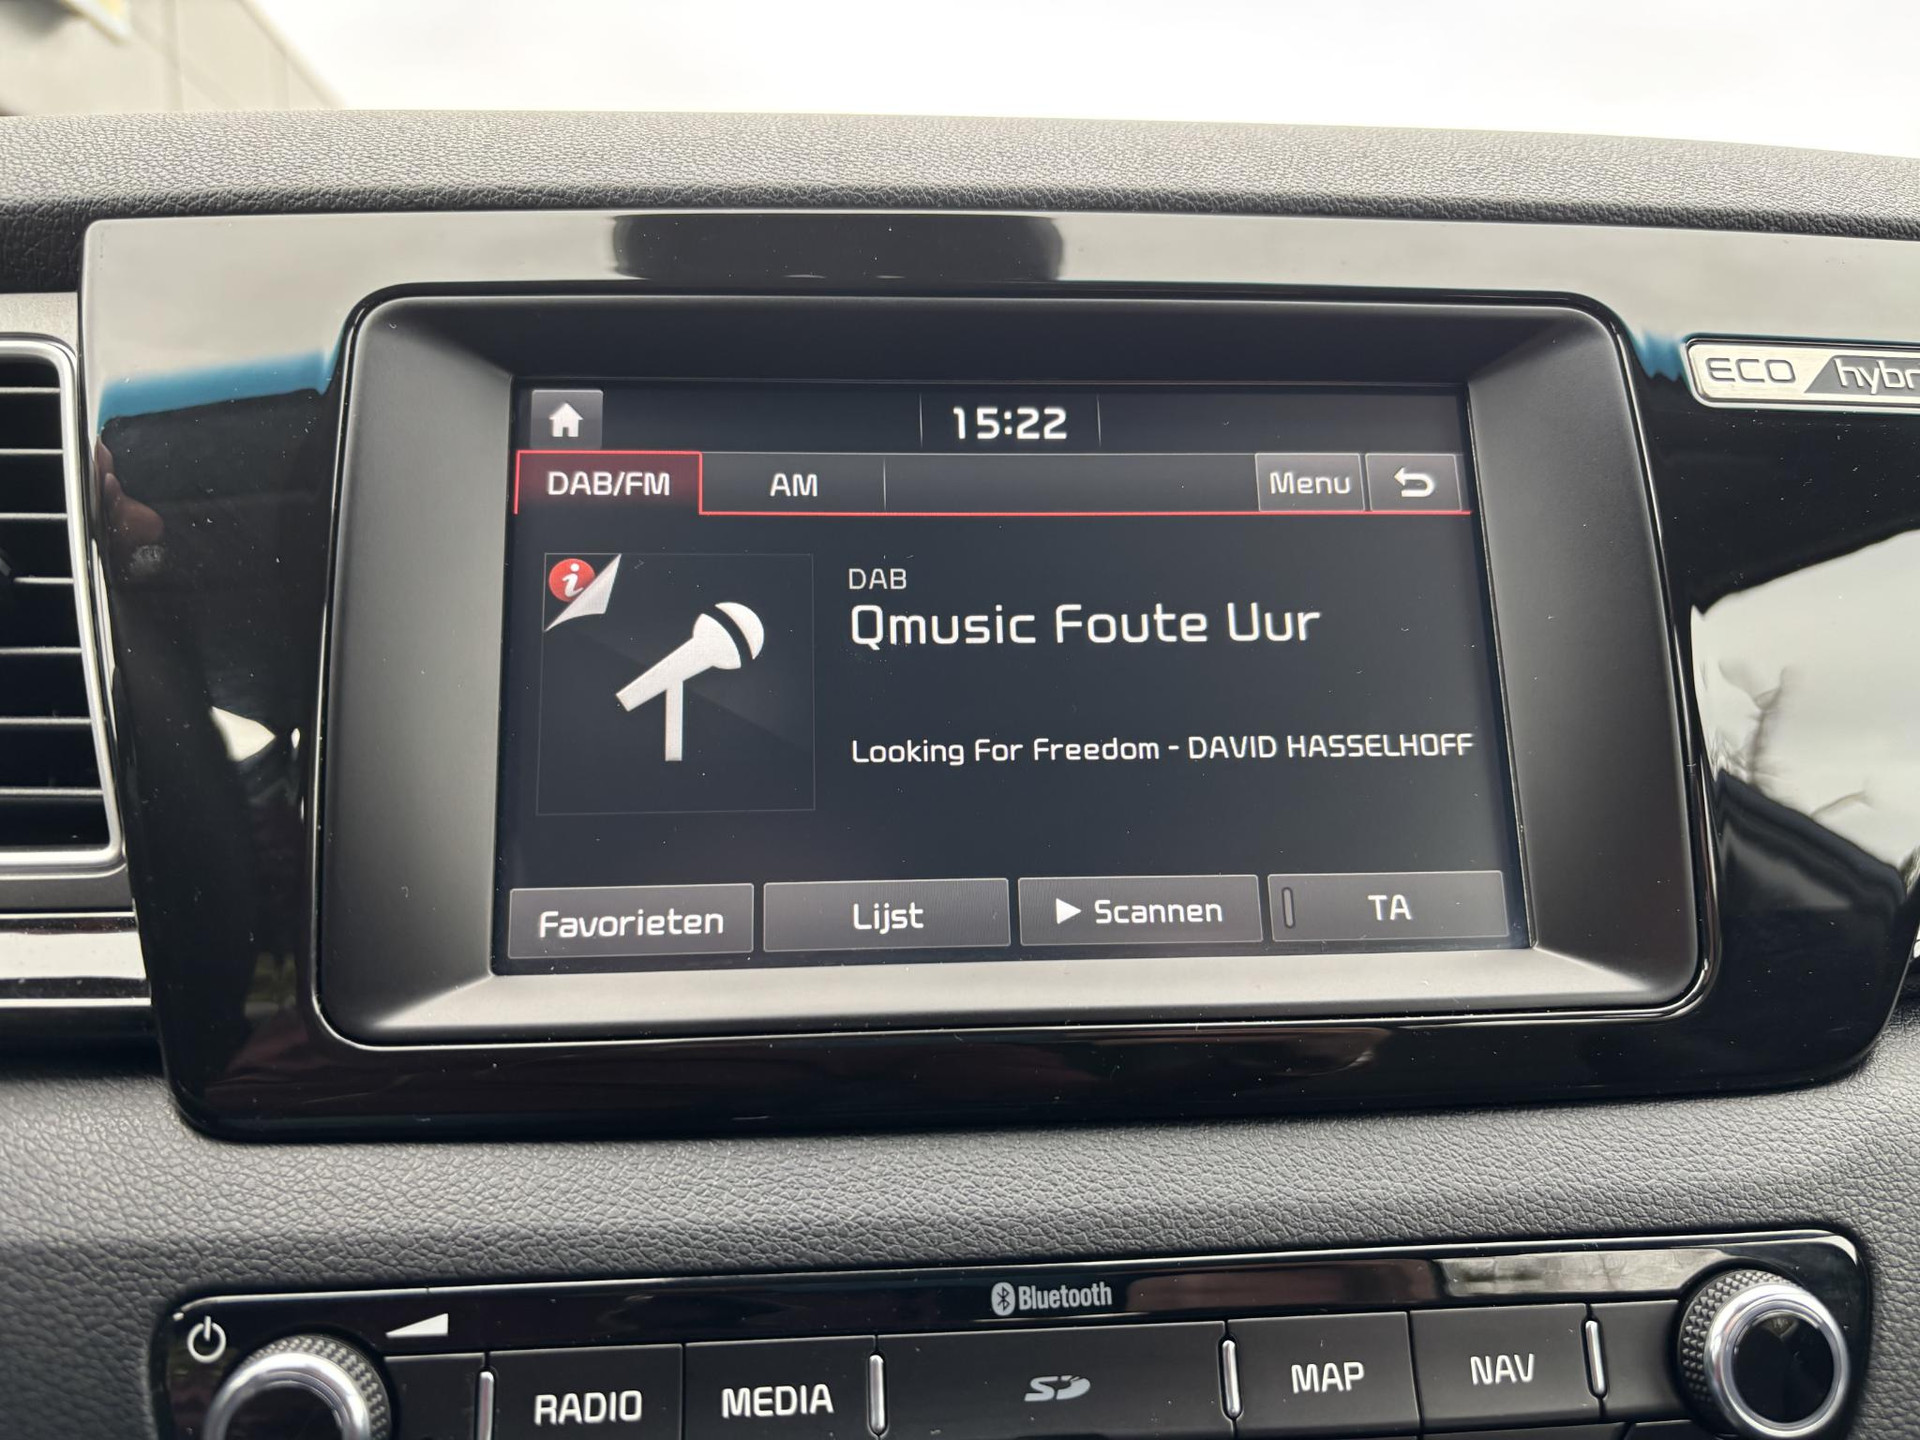 ECO hybr
15:22
DAB/FM AM Menu
i
DAB
Qmusic Foute Uur
Looking For Freedom - DAVID HASSELHOFF
Favorieten Lijst Scannen TA
Bluetooth
RADIO MEDIA SD MAP NAV